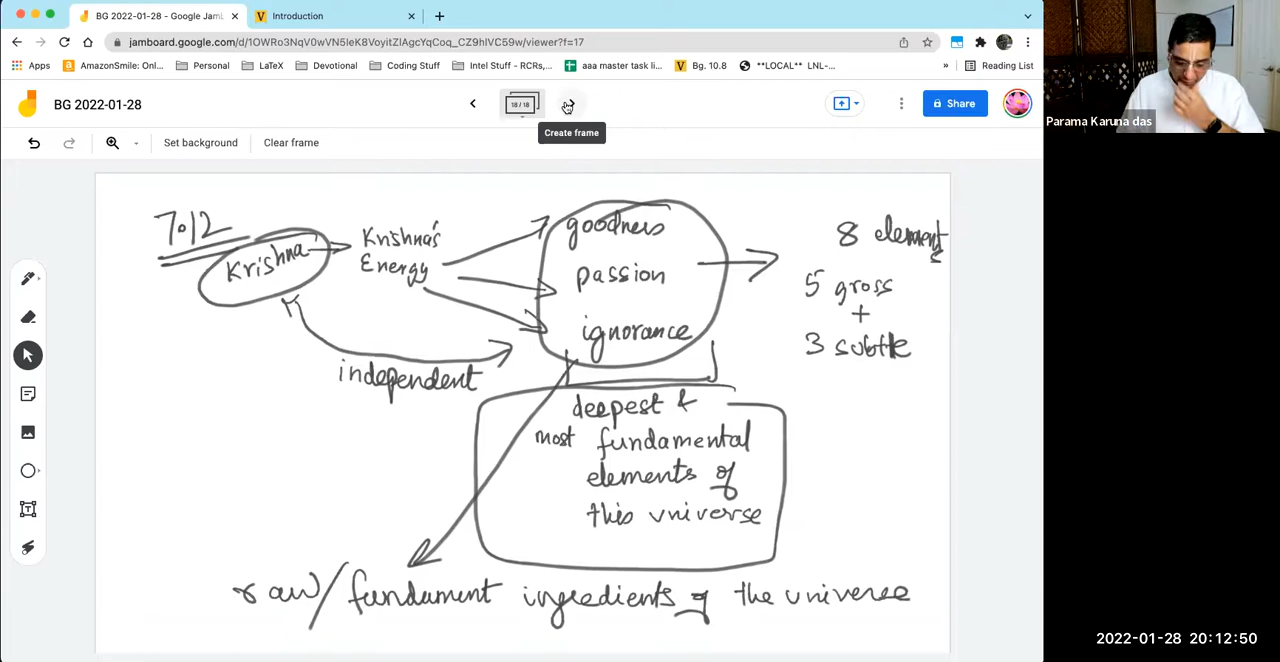 BG 2022-01-28 - Google Jam
Introduction
jamboard.google.com/d/1OWRo3NqV0wVN5leK8VoyitZlAgcYqCoq_CZ9hlVC59w/viewer?f=17
Apps AmazonSmile: Onl... Personal LaTeX Devotional Coding Stuff Intel Stuff - RCRs,... aaa master task li... Bg. 10.8 **LOCAL** LNL-... » Reading List
BG 2022-01-28
18 / 18
Share
Create frame
Set background Clear frame
Parama Karuna das
7.12
Krishna
Krishna's
Energy
goodness
passion
ignorance
8 elements
5 gross
+
3 subtle
independent
deepest &
most fundamental
elements of
this universe
raw/fundament ingredients of the universe
2022-01-28 20:12:50